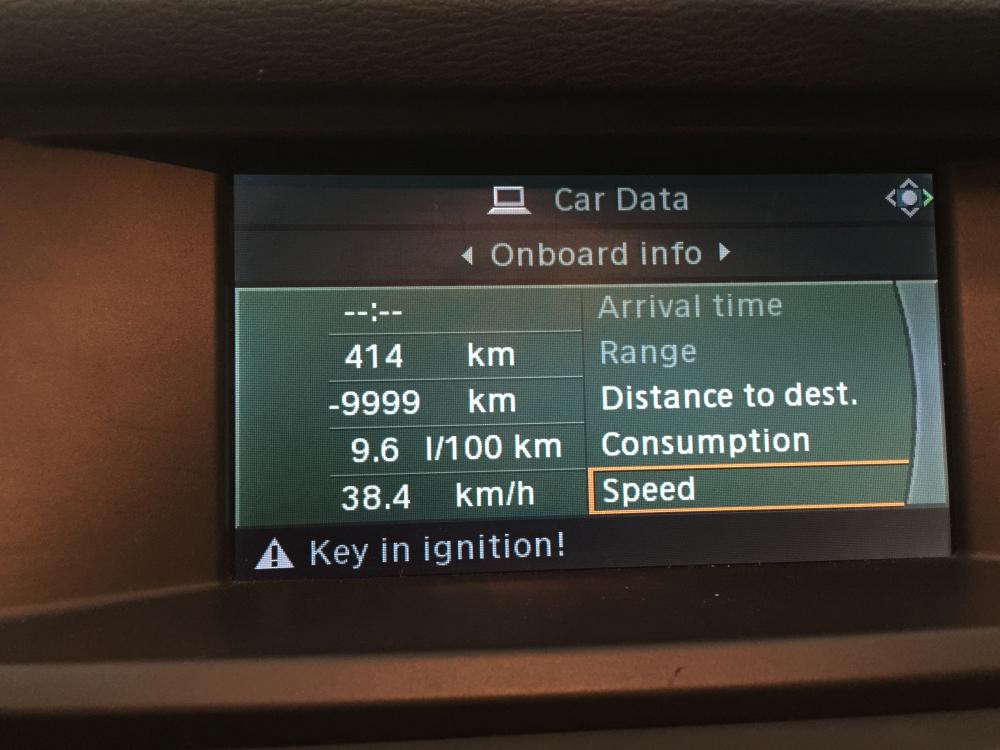 Car Data
Onboard info
--:-- Arrival time
414 km Range
-9999 km Distance to dest.
9.6 l/100 km Consumption
38.4 km/h Speed
Key in ignition!